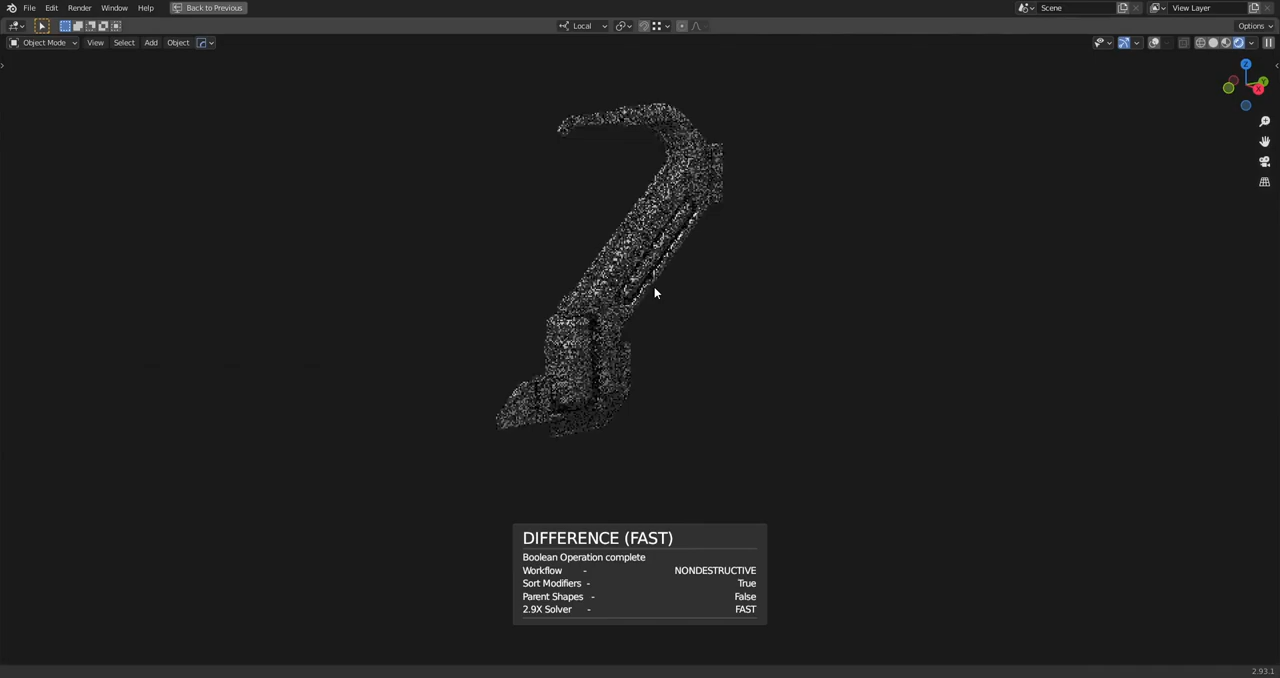 File Edit Render Window Help Back to Previous Scene View Layer
Local Options
Object Mode View Select Add Object
Z
Y
X
DIFFERENCE (FAST)
Boolean Operation complete
Workflow - NONDESTRUCTIVE
Sort Modifiers - True
Parent Shapes - False
2.9X Solver - FAST
2.93.1